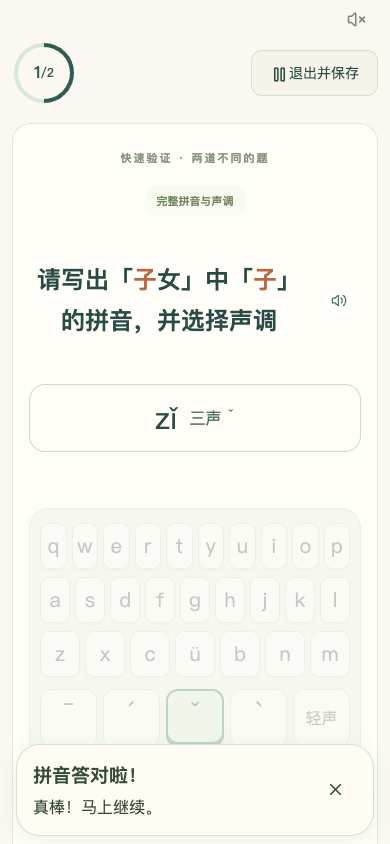 1/2
退出并保存
快速验证 · 两道不同的题
完整拼音与声调
请写出「子女」中「子」
的拼音，并选择声调
zǐ 三声 ˇ
q w e r t y u i o p
a s d f g h j k l
z x c ü b n m
ˉ ˊ ˇ ˋ 轻声
拼音答对啦！
真棒！马上继续。